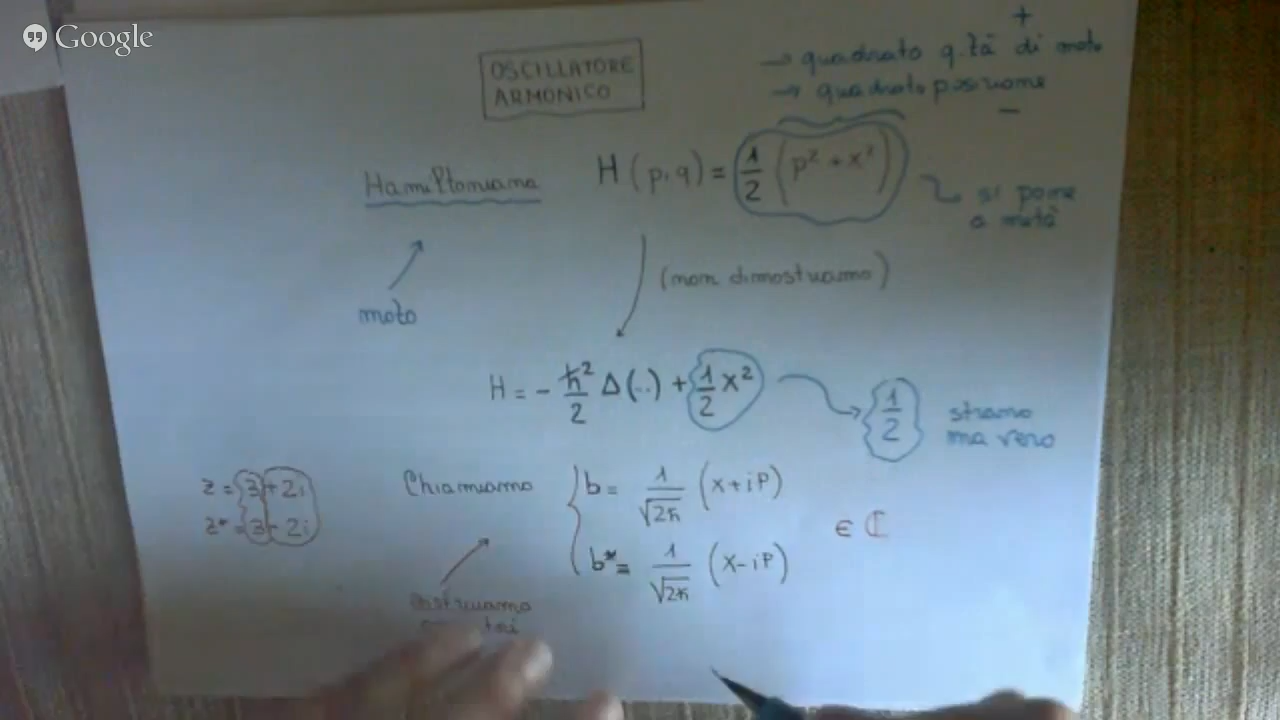 Google
OSCILLATORE
ARMONICO
+
→ quadrato q.tà di moto
→ quadrato posizione
−
Hamiltoniana
H(p,q) = 1/2 (p² + x²)
si pone
a metà
moto
(non dimostriamo)
H = - ħ²/2 Δ(..) + 1/2 x²
1/2
strano
ma vero
z = 3+2i
z* = 3-2i
Chiamiamo
b = 1/√2ħ (x+iP)
b* = 1/√2ħ (x-iP)
∈ ℂ